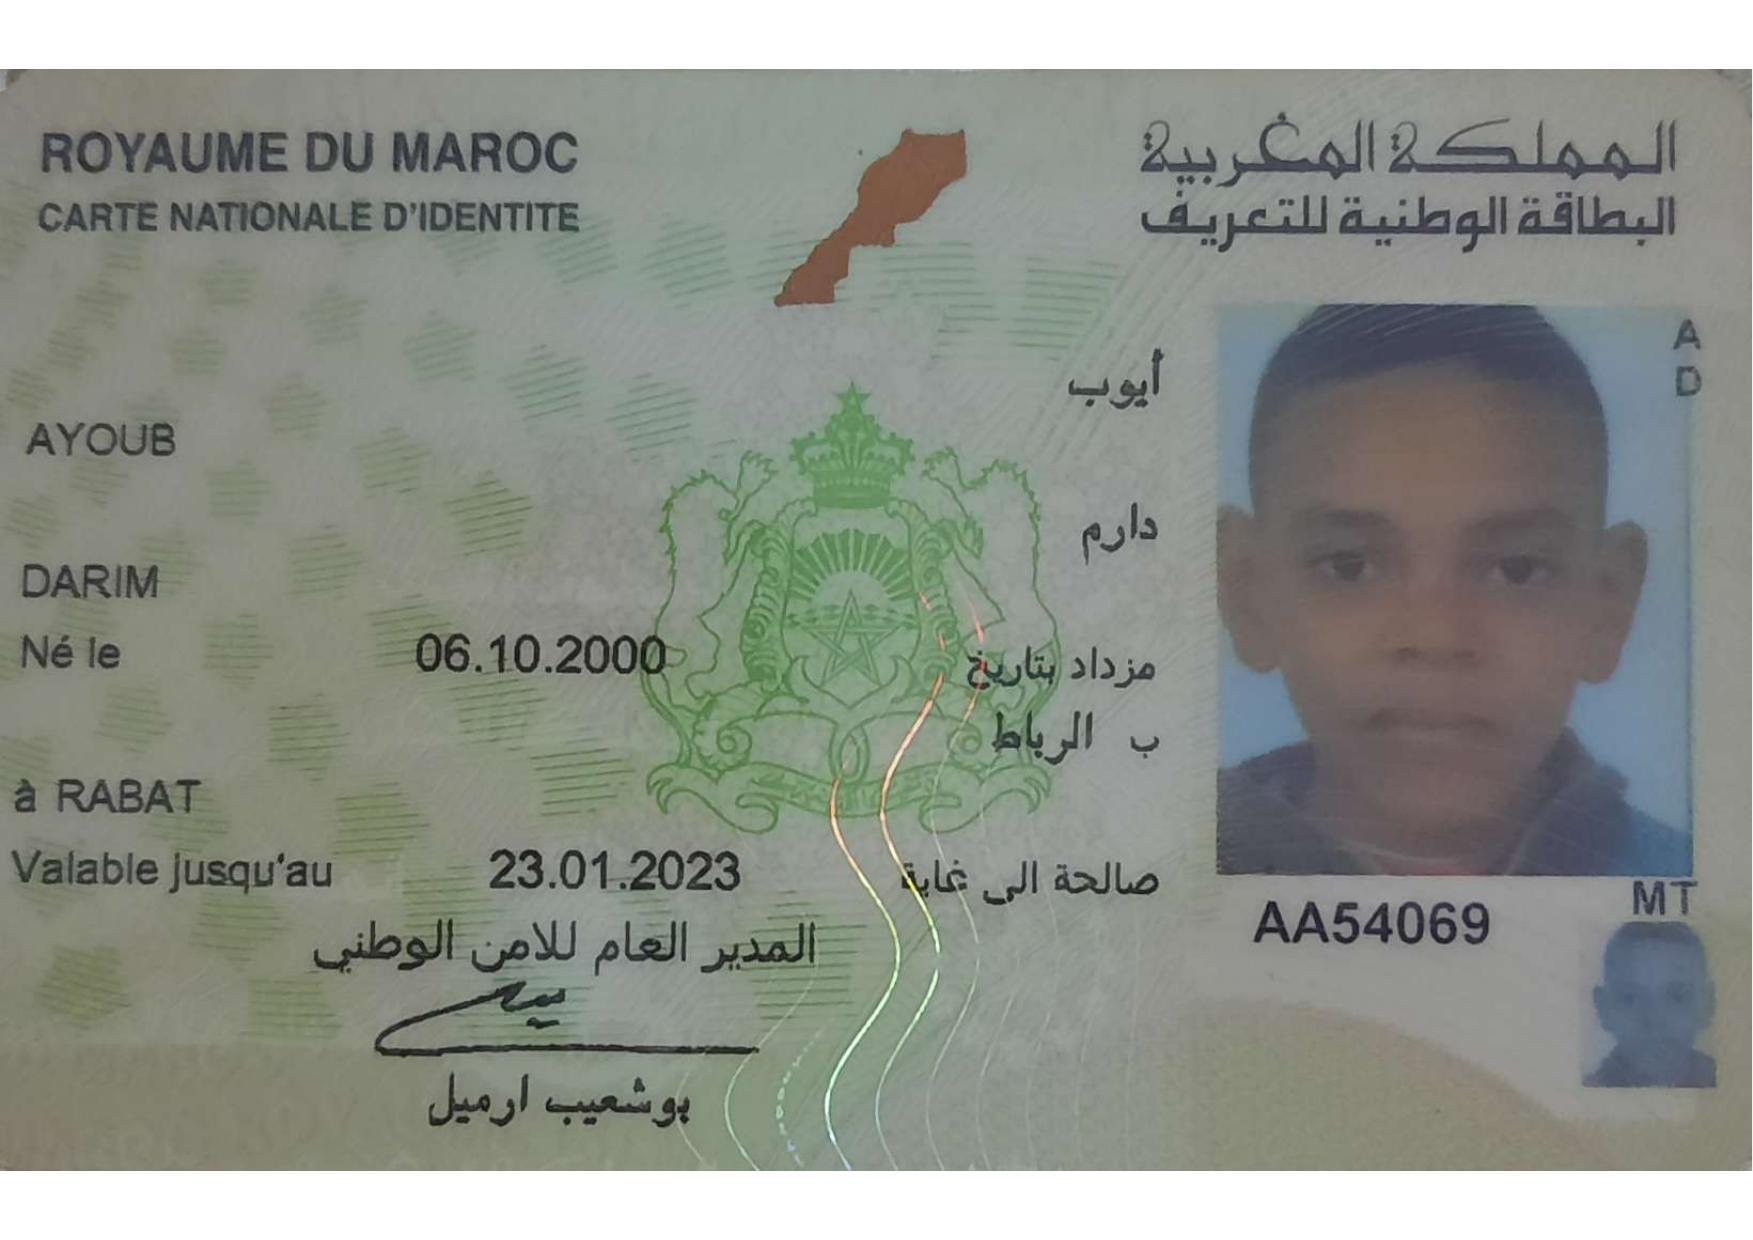 ROYAUME DU MAROC
المملكة المغربية
CARTE NATIONALE D'IDENTITE
البطاقة الوطنية للتعريف
A
D
أيوب
AYOUB
دارم
DARIM
Né le 06.10.2000 مزداد بتاريخ
ب الرباط
à RABAT
Valable jusqu'au 23.01.2023 صالحة الى غاية
MT
AA54069
المدير العام للامن الوطني
بوشعيب ارميل